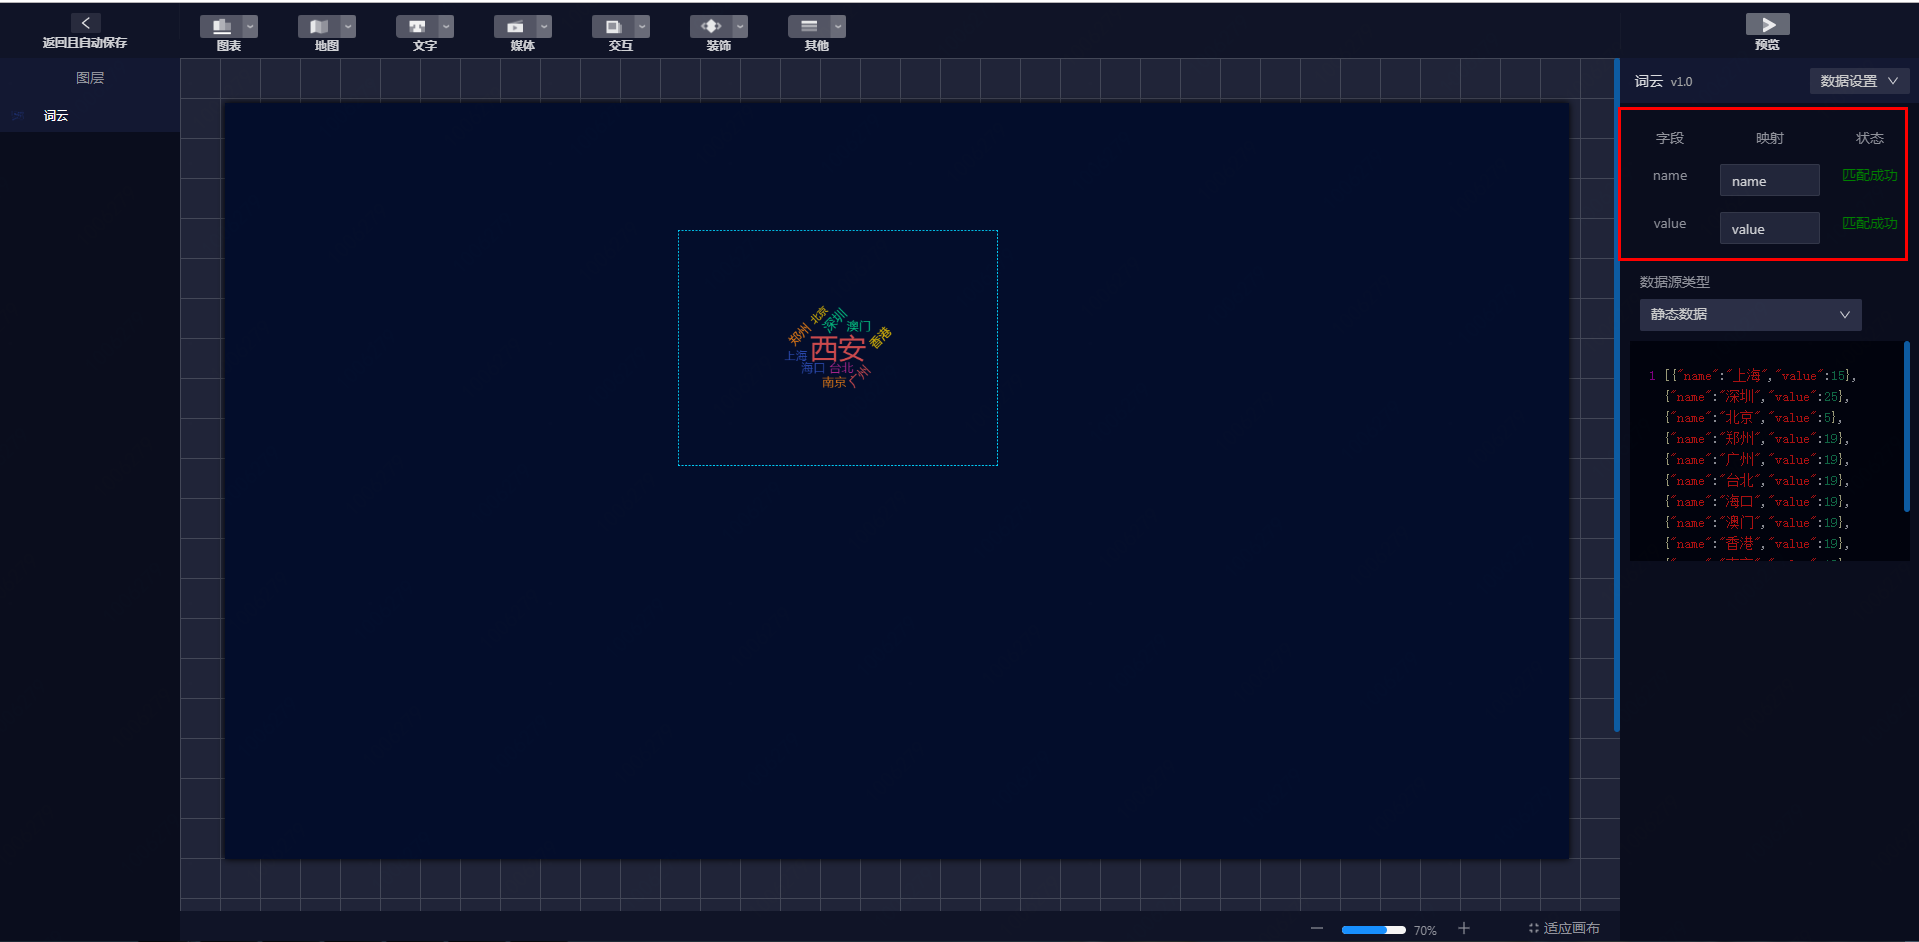 返回且自动保存
图表
地图
文字
媒体
交互
装饰
其他
预览
图层
词云
词云 v1.0
数据设置
字段 映射 状态
name name 匹配成功
value value 匹配成功
数据源类型
静态数据
1 [{"name":"上海","value":15},
{"name":"深圳","value":25},
{"name":"北京","value":5},
{"name":"郑州","value":19},
{"name":"广州","value":19},
{"name":"台北","value":19},
{"name":"海口","value":19},
{"name":"澳门","value":19},
{"name":"香港","value":19},
北京
深圳
澳门
郑州
香港
西安
上海
海口
台北
南京
广州
70%
适应画布